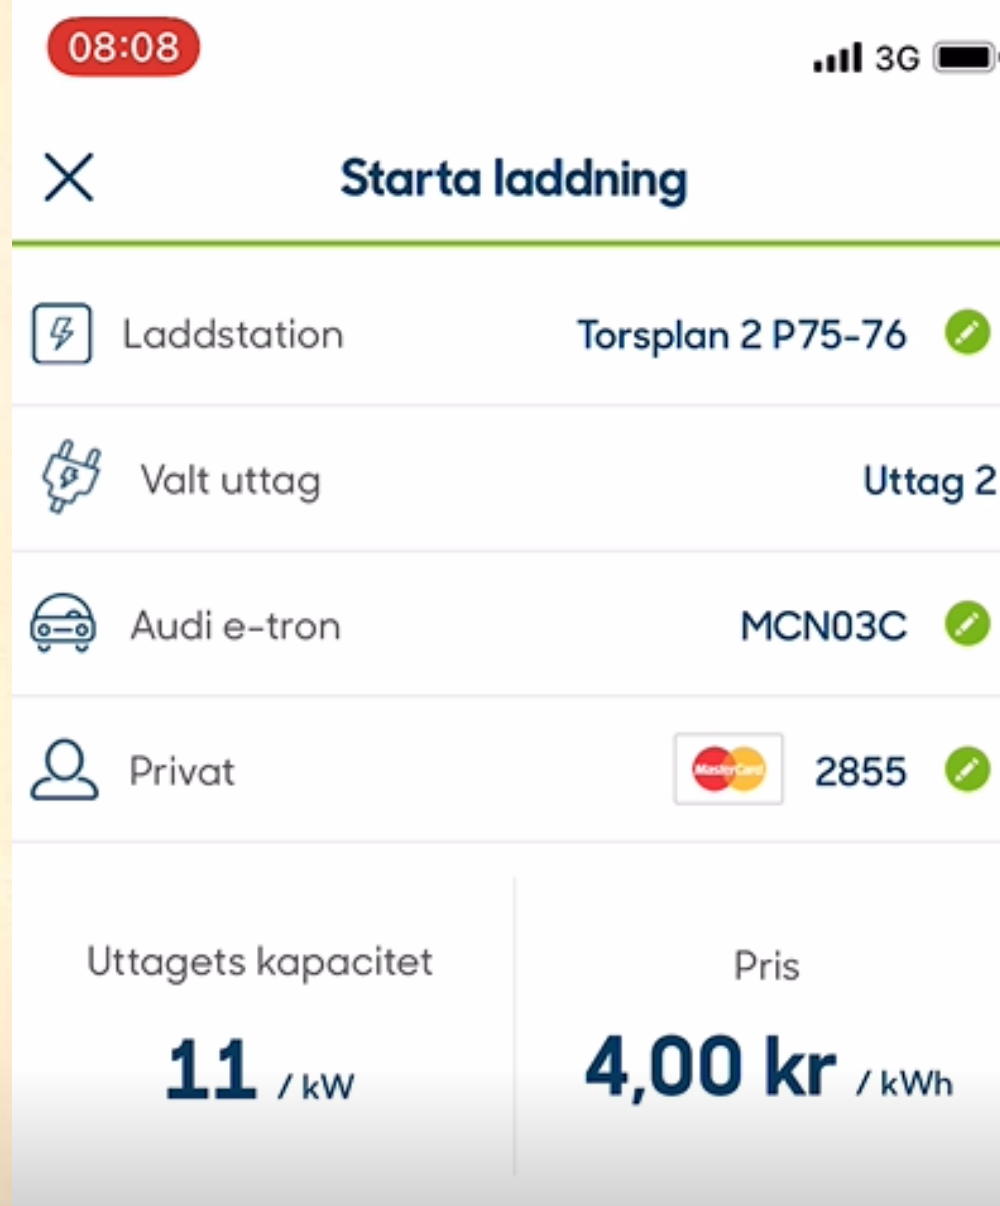 08:08
3G
Starta laddning
Laddstation Torsplan 2 P75-76
Valt uttag Uttag 2
Audi e-tron MCN03C
Privat MasterCard 2855
Uttagets kapacitet
11 / kW
Pris
4,00 kr / kWh